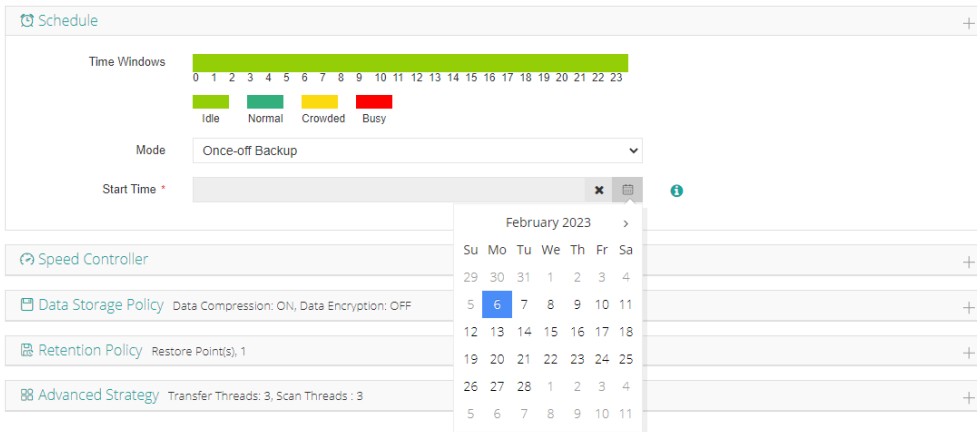 Schedule
Time Windows
0 1 2 3 4 5 6 7 8 9 10 11 12 13 14 15 16 17 18 19 20 21 22 23
Idle Normal Crowded Busy
Mode Once-off Backup
Start Time *
February 2023
Su Mo Tu We Th Fr Sa
29 30 31 1 2 3 4
5 6 7 8 9 10 11
12 13 14 15 16 17 18
19 20 21 22 23 24 25
26 27 28 1 2 3 4
5 6 7 8 9 10 11
Speed Controller
Data Storage Policy Data Compression: ON, Data Encryption: OFF
Retention Policy Restore Point(s), 1
Advanced Strategy Transfer Threads: 3, Scan Threads : 3